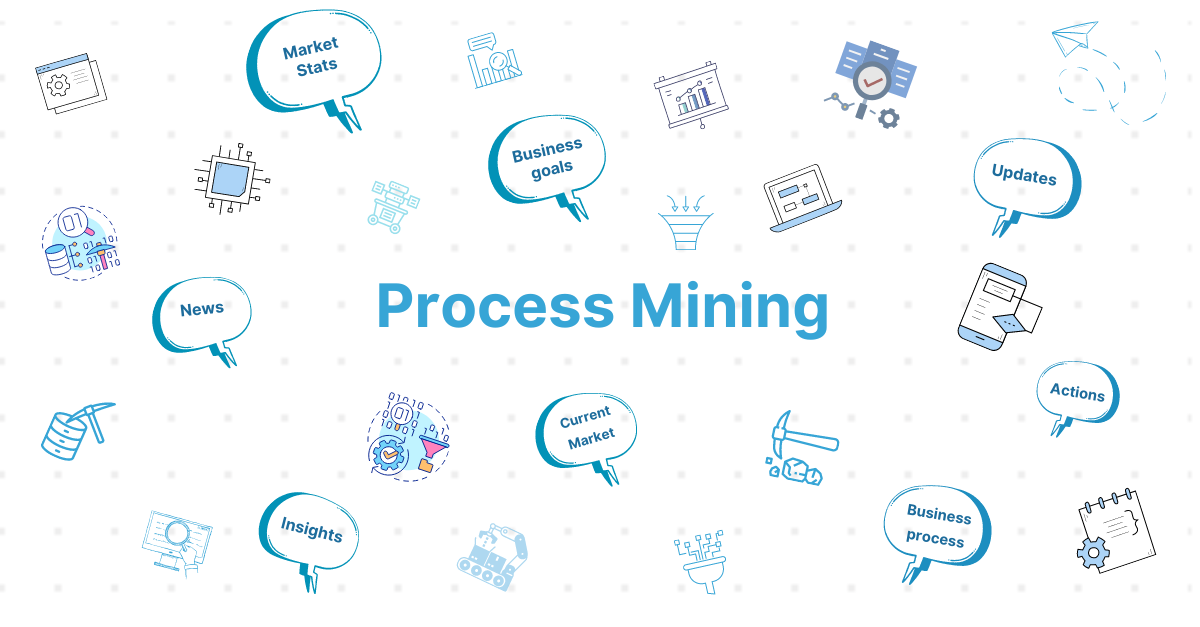 Market
Stats
Business
goals
Updates
News
Process Mining
Actions
Current
Market
Insights
Business
process